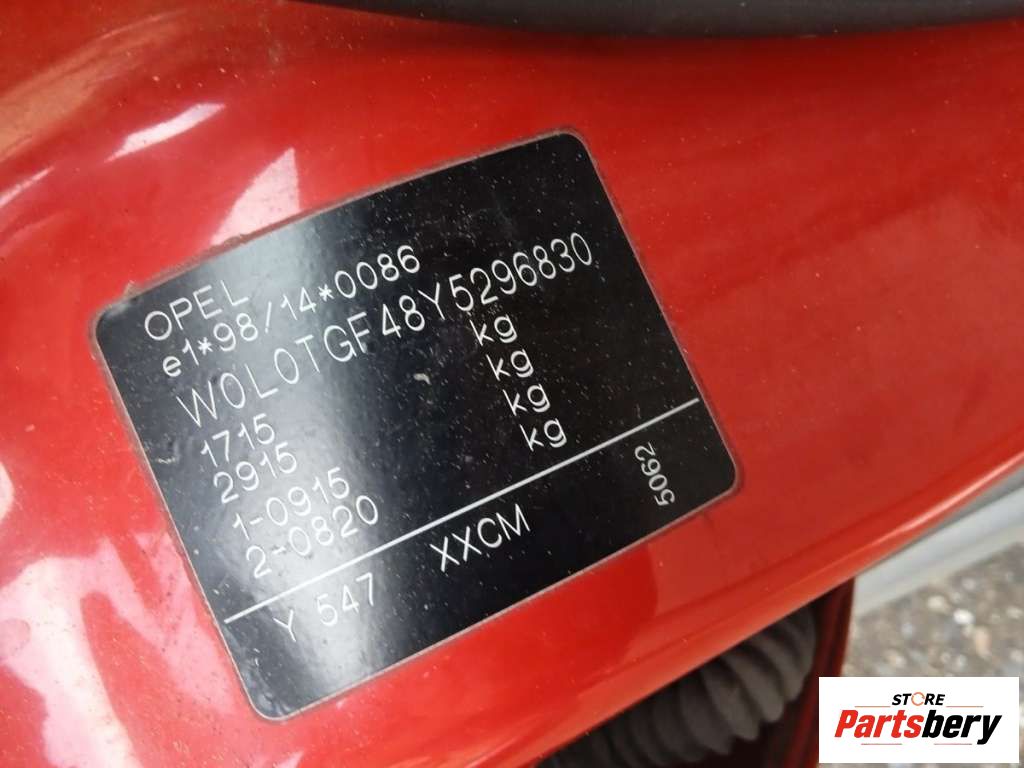 OPEL
e1*98/14*0086
W0L0TGF48Y5296830
1715 kg
2915 kg
1-0915 kg
2-0820 kg
Y 547 XXCM 5062
STORE
Partsbery